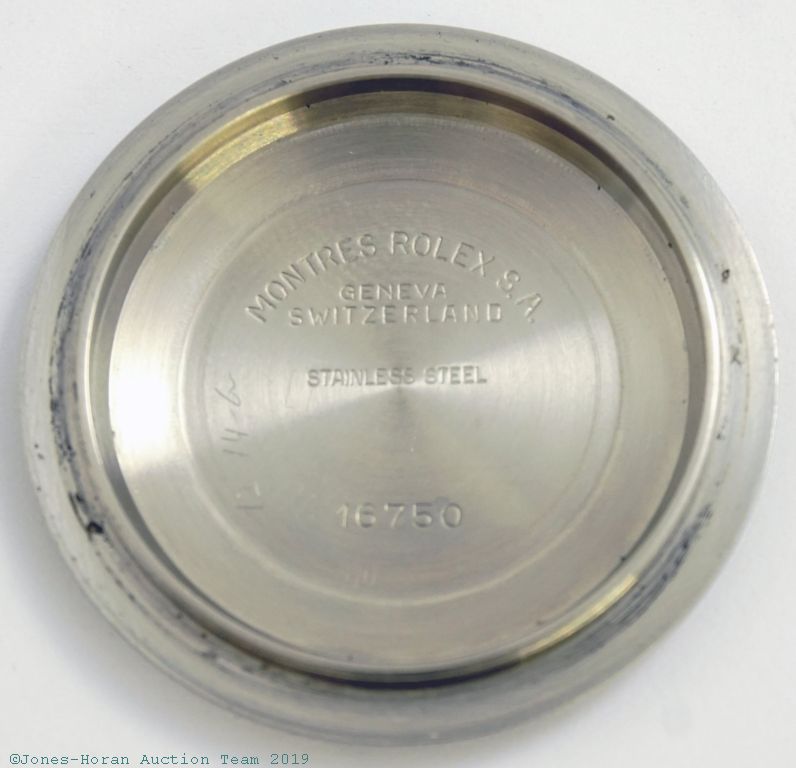 MONTRES ROLEX S.A.
GENEVA
SWITZERLAND
STAINLESS STEEL
16750
©Jones-Horan Auction Team 2019